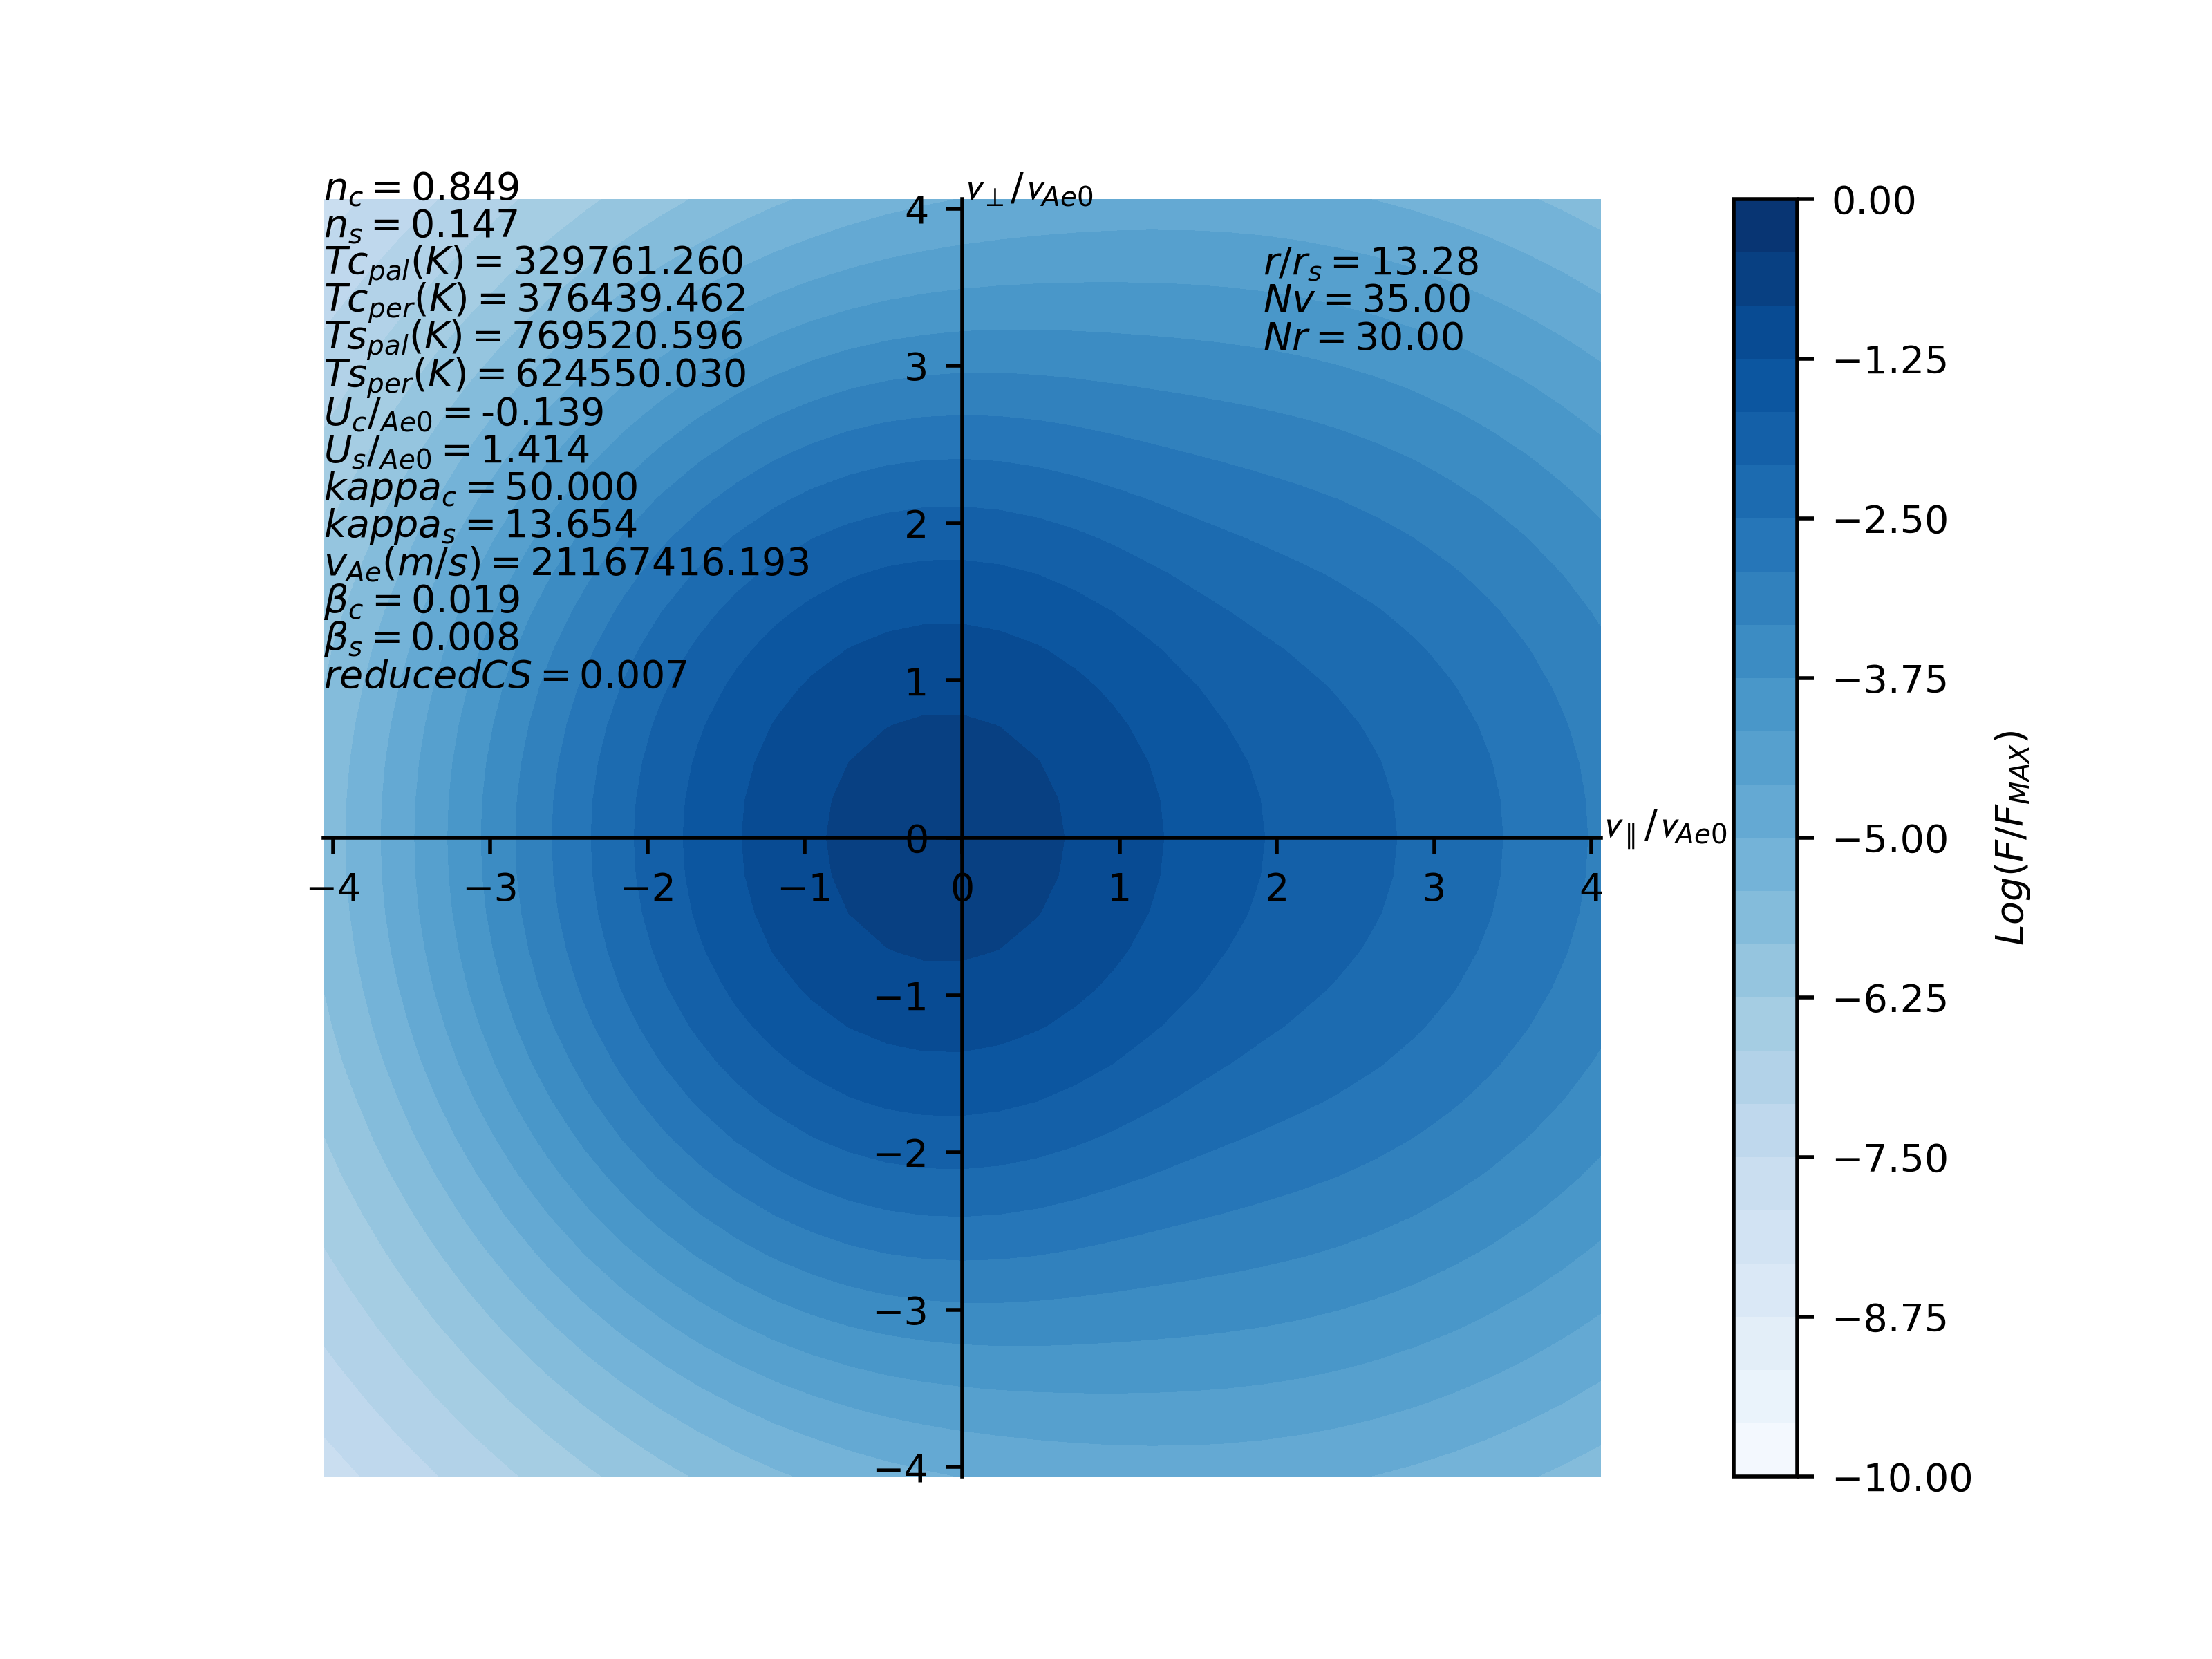 n_c = 0.849
n_s = 0.147
Tc_pal(K) = 329761.260
Tc_per(K) = 376439.462
Ts_pal(K) = 769520.596
Ts_per(K) = 624550.030
U_c/_Ae0 = -0.139
U_s/_Ae0 = 1.414
kappa_c = 50.000
kappa_s = 13.654
v_Ae(m/s) = 21167416.193
β_c = 0.019
β_s = 0.008
reducedCS = 0.007
v_⊥/v_Ae0
r/r_s = 13.28
Nv = 35.00
Nr = 30.00
4
3
2
1
0
−1
−2
−3
−4
−4 −3 −2 −1 0 1 2 3 4
v_∥/v_Ae0
0.00
−1.25
−2.50
−3.75
−5.00
−6.25
−7.50
−8.75
−10.00
Log(F/F_MAX)